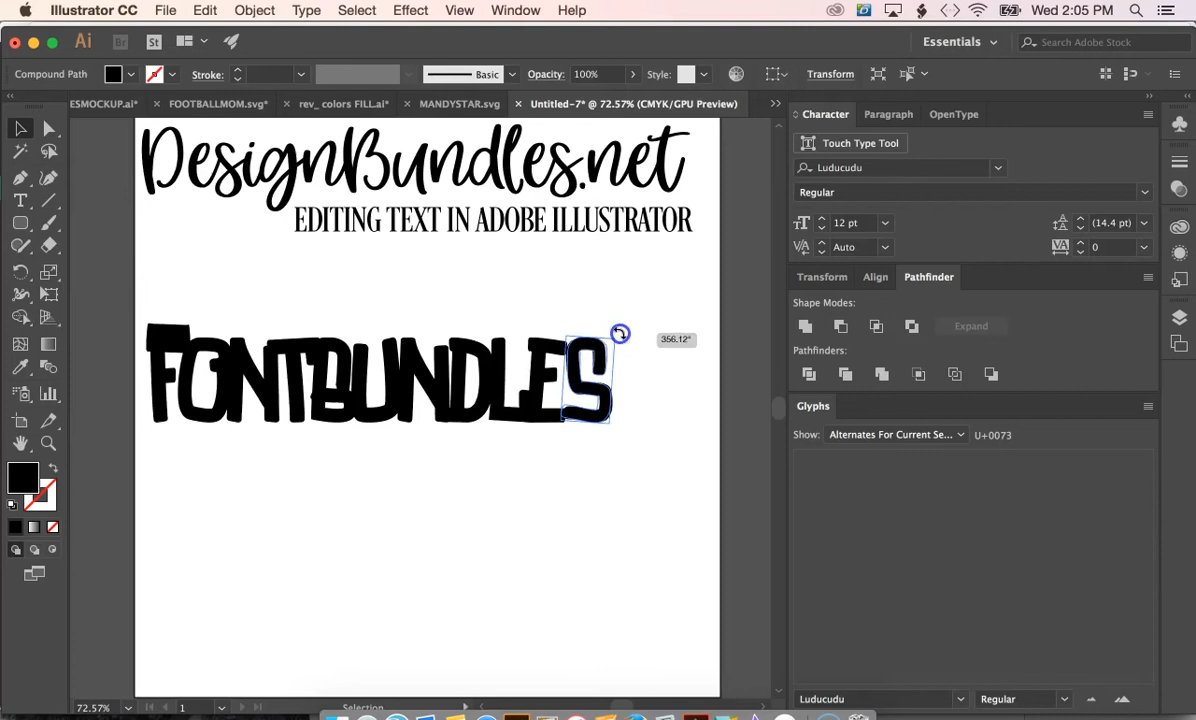 Illustrator CC File Edit Object Type Select Effect View Window Help Wed 2:05 PM
Ai Br St Essentials Search Adobe Stock
Compound Path Stroke: Basic Opacity: 100% Style: Transform
ESMOCKUP.ai* FOOTBALLMOM.svg* rev_ colors FILL.ai* MANDYSTAR.svg Untitled-7* @ 72.57% (CMYK/GPU Preview)
DesignBundles.net
EDITING TEXT IN ADOBE ILLUSTRATOR
356.12°
FONTBUNDLES
Character Paragraph OpenType
Touch Type Tool
Luducudu
Regular
12 pt (14.4 pt)
Auto 0
Transform Align Pathfinder
Shape Modes:
Expand
Pathfinders:
Glyphs
Show: Alternates For Current Se... U+0073
Luducudu Regular
72.57% 1 Selection